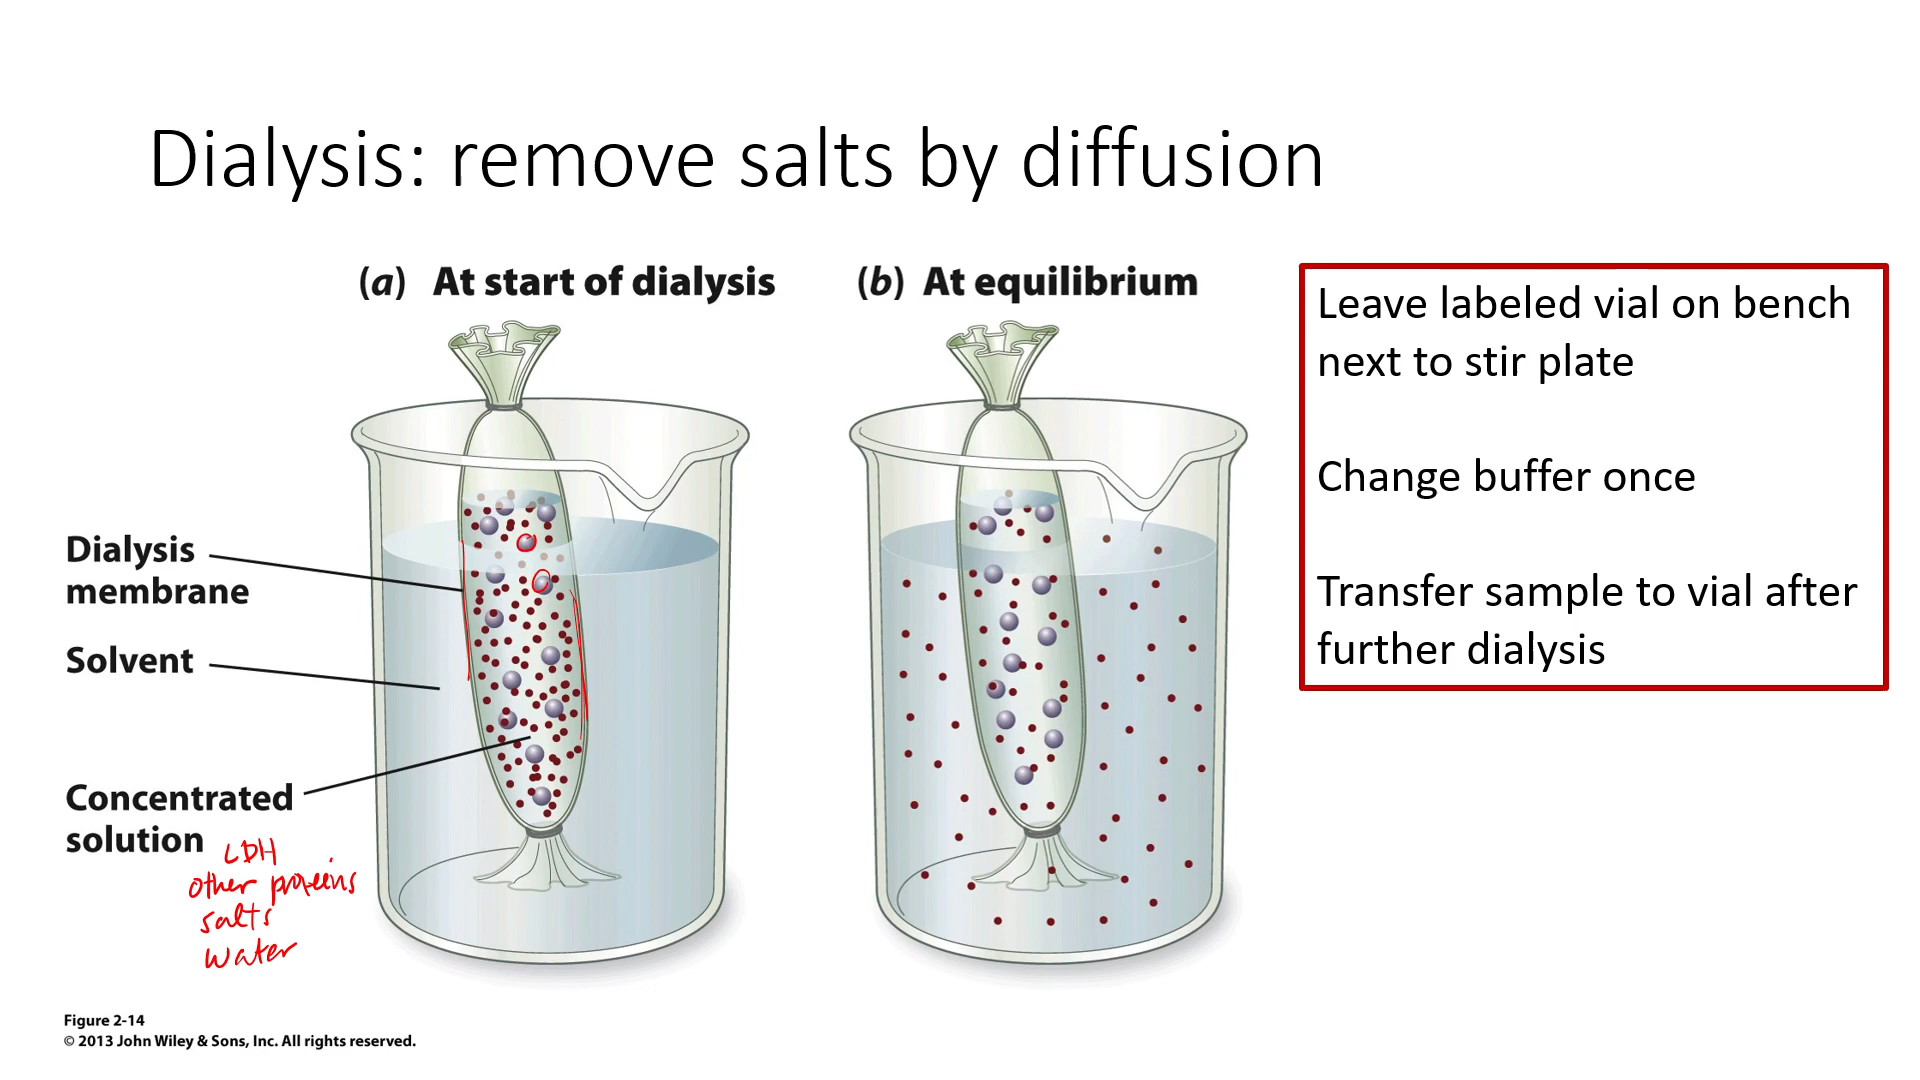 Dialysis: remove salts by diffusion
(a) At start of dialysis
(b) At equilibrium
Dialysis
membrane
Solvent
Concentrated
solution
LDH
other proteins
salts
water
Leave labeled vial on bench
next to stir plate
Change buffer once
Transfer sample to vial after
further dialysis
Figure 2-14
© 2013 John Wiley & Sons, Inc. All rights reserved.